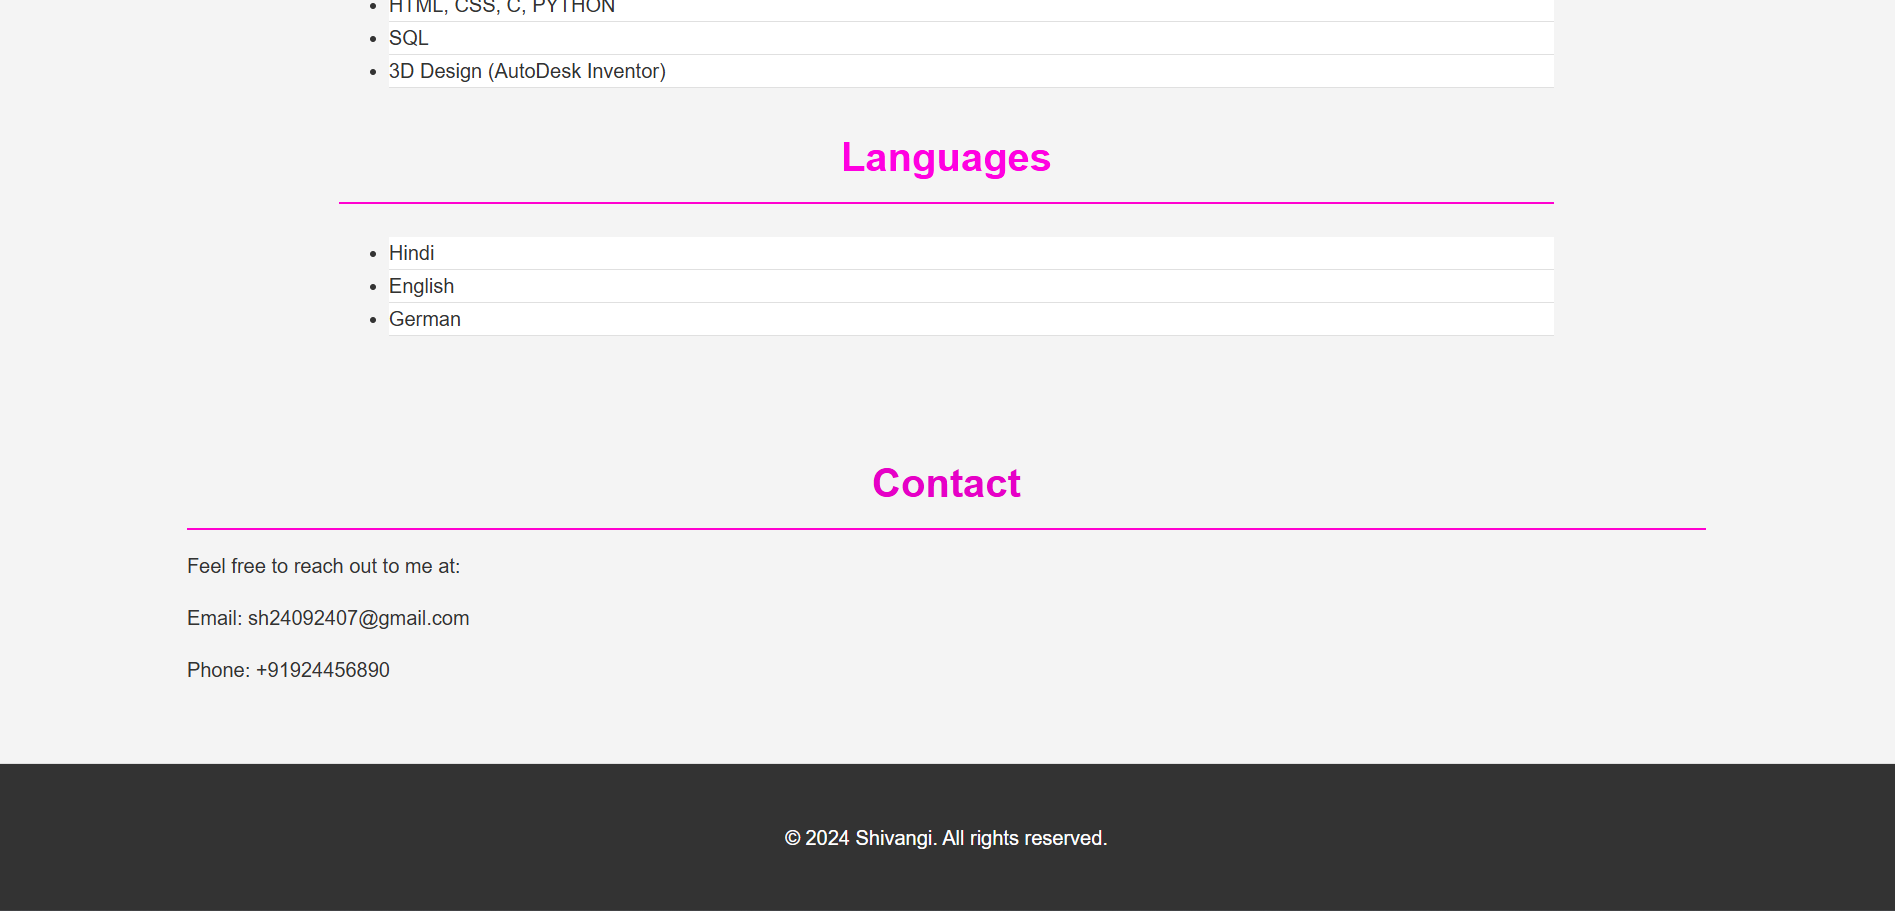 HTML, CSS, C, PYTHON
SQL
3D Design (AutoDesk Inventor)
Languages
Hindi
English
German
Contact
Feel free to reach out to me at:
Email: sh24092407@gmail.com
Phone: +91924456890
© 2024 Shivangi. All rights reserved.